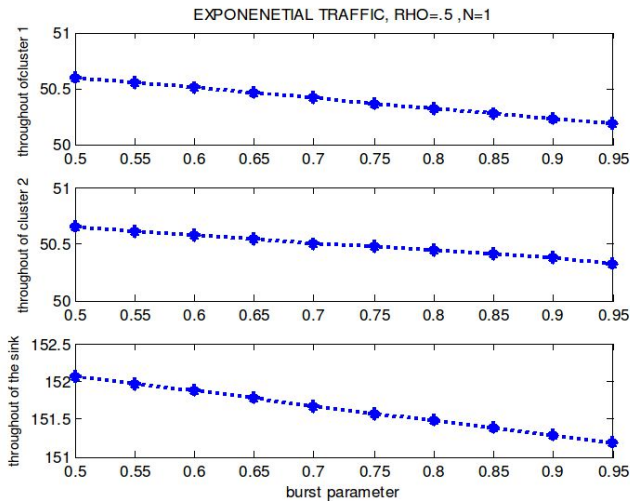 EXPONENETIAL TRAFFIC, RHO=.5 ,N=1
throughout ofcluster 1
51
50.5
50
0.5 0.55 0.6 0.65 0.7 0.75 0.8 0.85 0.9 0.95
throughout of cluster 2
51
50.5
50
0.5 0.55 0.6 0.65 0.7 0.75 0.8 0.85 0.9 0.95
throughout of the sink
152.5
152
151.5
151
0.5 0.55 0.6 0.65 0.7 0.75 0.8 0.85 0.9 0.95
burst parameter